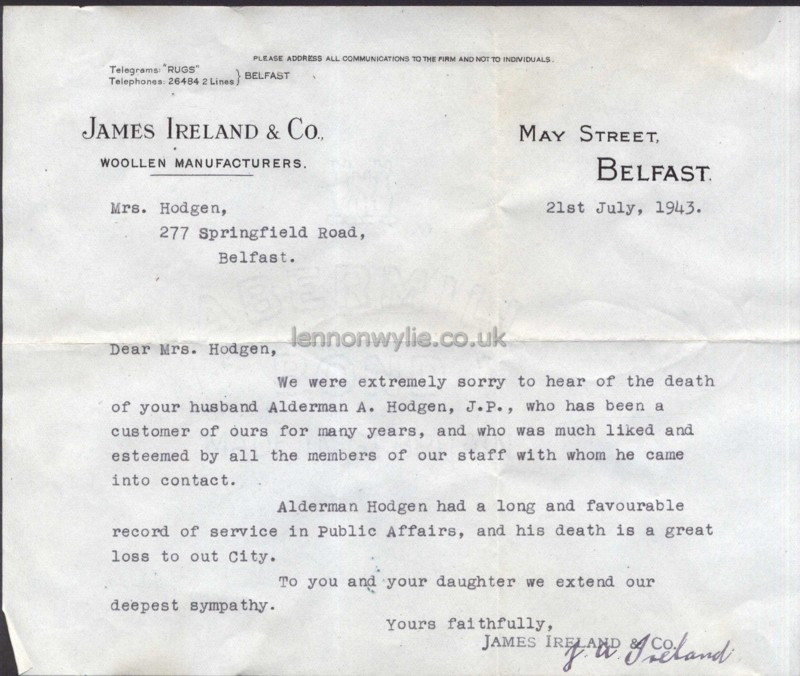 PLEASE ADDRESS ALL COMMUNICATIONS TO THE FIRM AND NOT TO INDIVIDUALS.
Telegrams: "RUGS"
Telephones: 26484 2 Lines } BELFAST
JAMES IRELAND & CO.,
WOOLLEN MANUFACTURERS.
MAY STREET,
BELFAST.
Mrs. Hodgen,
21st July, 1943.
277 Springfield Road,
Belfast.
lennonwylie.co.uk
Dear Mrs. Hodgen,
We were extremely sorry to hear of the death
of your husband Alderman A. Hodgen, J.P., who has been a
customer of ours for many years, and who was much liked and
esteemed by all the members of our staff with whom he came
into contact.
Alderman Hodgen had a long and favourable
record of service in Public Affairs, and his death is a great
loss to out City.
To you and your daughter we extend our
deepest sympathy.
Yours faithfully,
JAMES IRELAND & CO.
Ireland